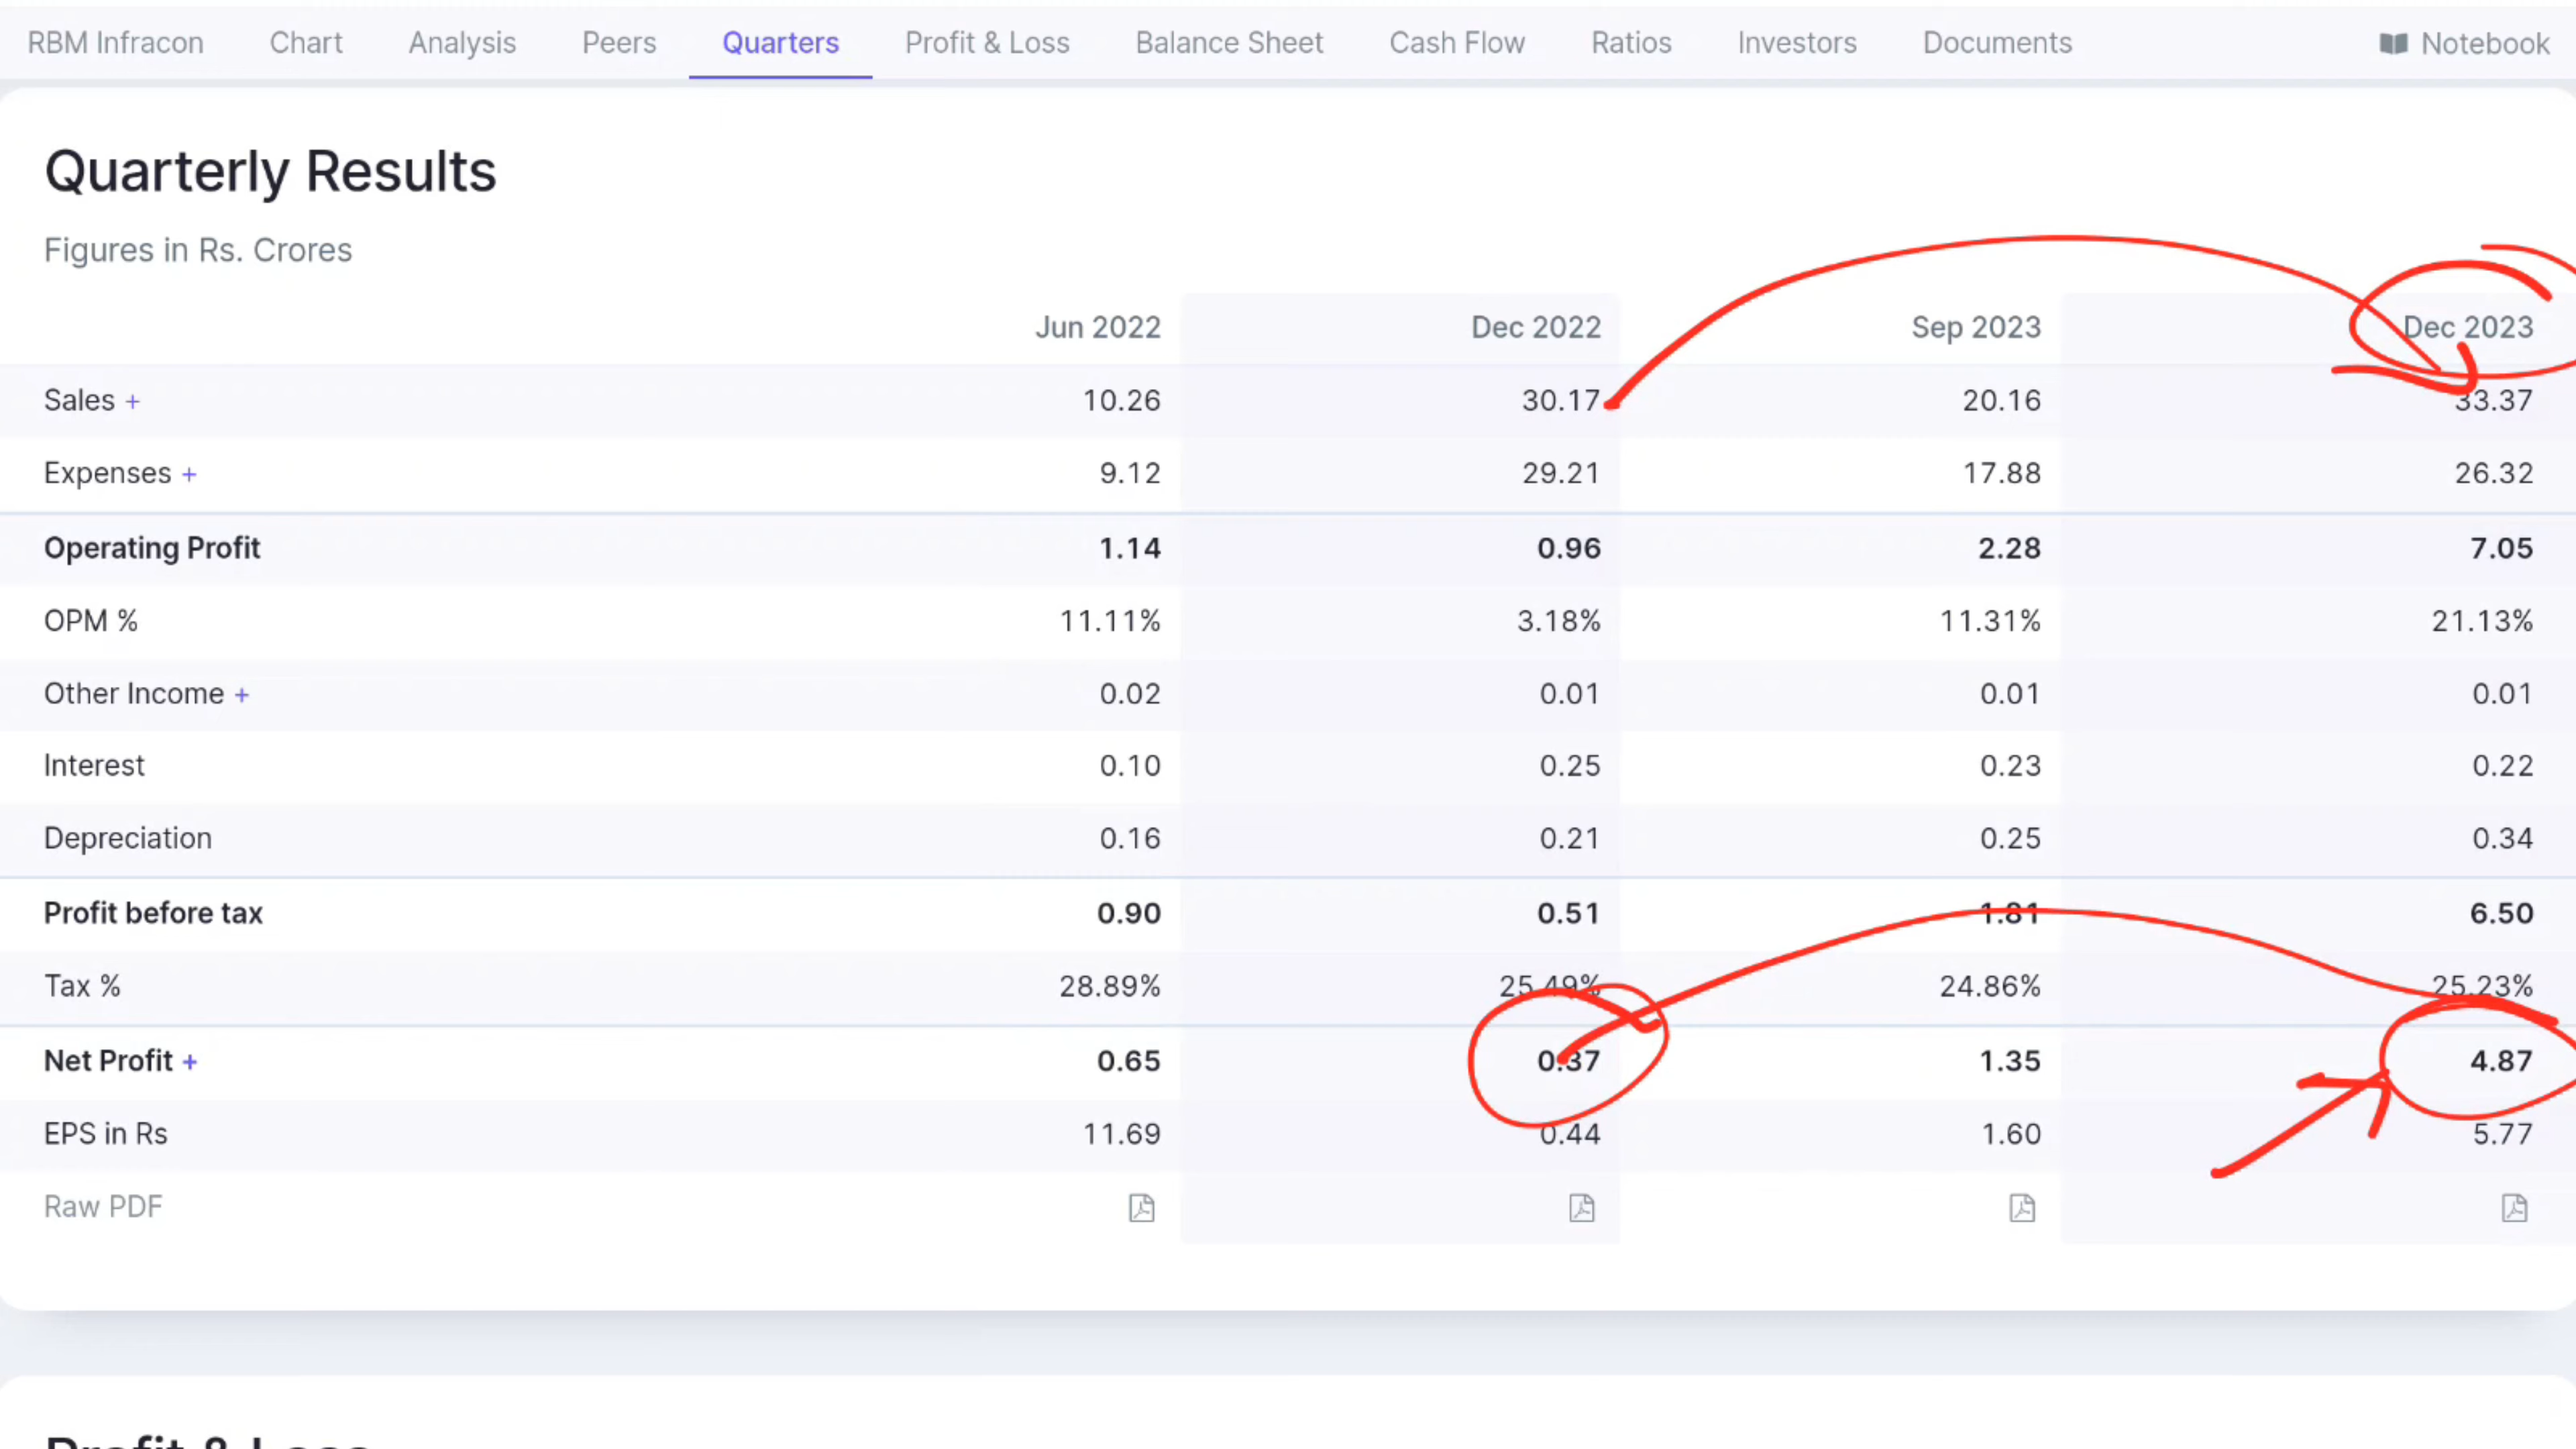 RBM Infracon Chart Analysis Peers Quarters Profit & Loss Balance Sheet Cash Flow Ratios Investors Documents Notebook
Quarterly Results
Figures in Rs. Crores
Jun 2022 Dec 2022 Sep 2023 Dec 2023
Sales + 10.26 30.17 20.16 33.37
Expenses + 9.12 29.21 17.88 26.32
Operating Profit 1.14 0.96 2.28 7.05
OPM % 11.11% 3.18% 11.31% 21.13%
Other Income + 0.02 0.01 0.01 0.01
Interest 0.10 0.25 0.23 0.22
Depreciation 0.16 0.21 0.25 0.34
Profit before tax 0.90 0.51 1.81 6.50
Tax % 28.89% 25.49% 24.86% 25.23%
Net Profit + 0.65 0.37 1.35 4.87
EPS in Rs 11.69 0.44 1.60 5.77
Raw PDF
Profit & Loss